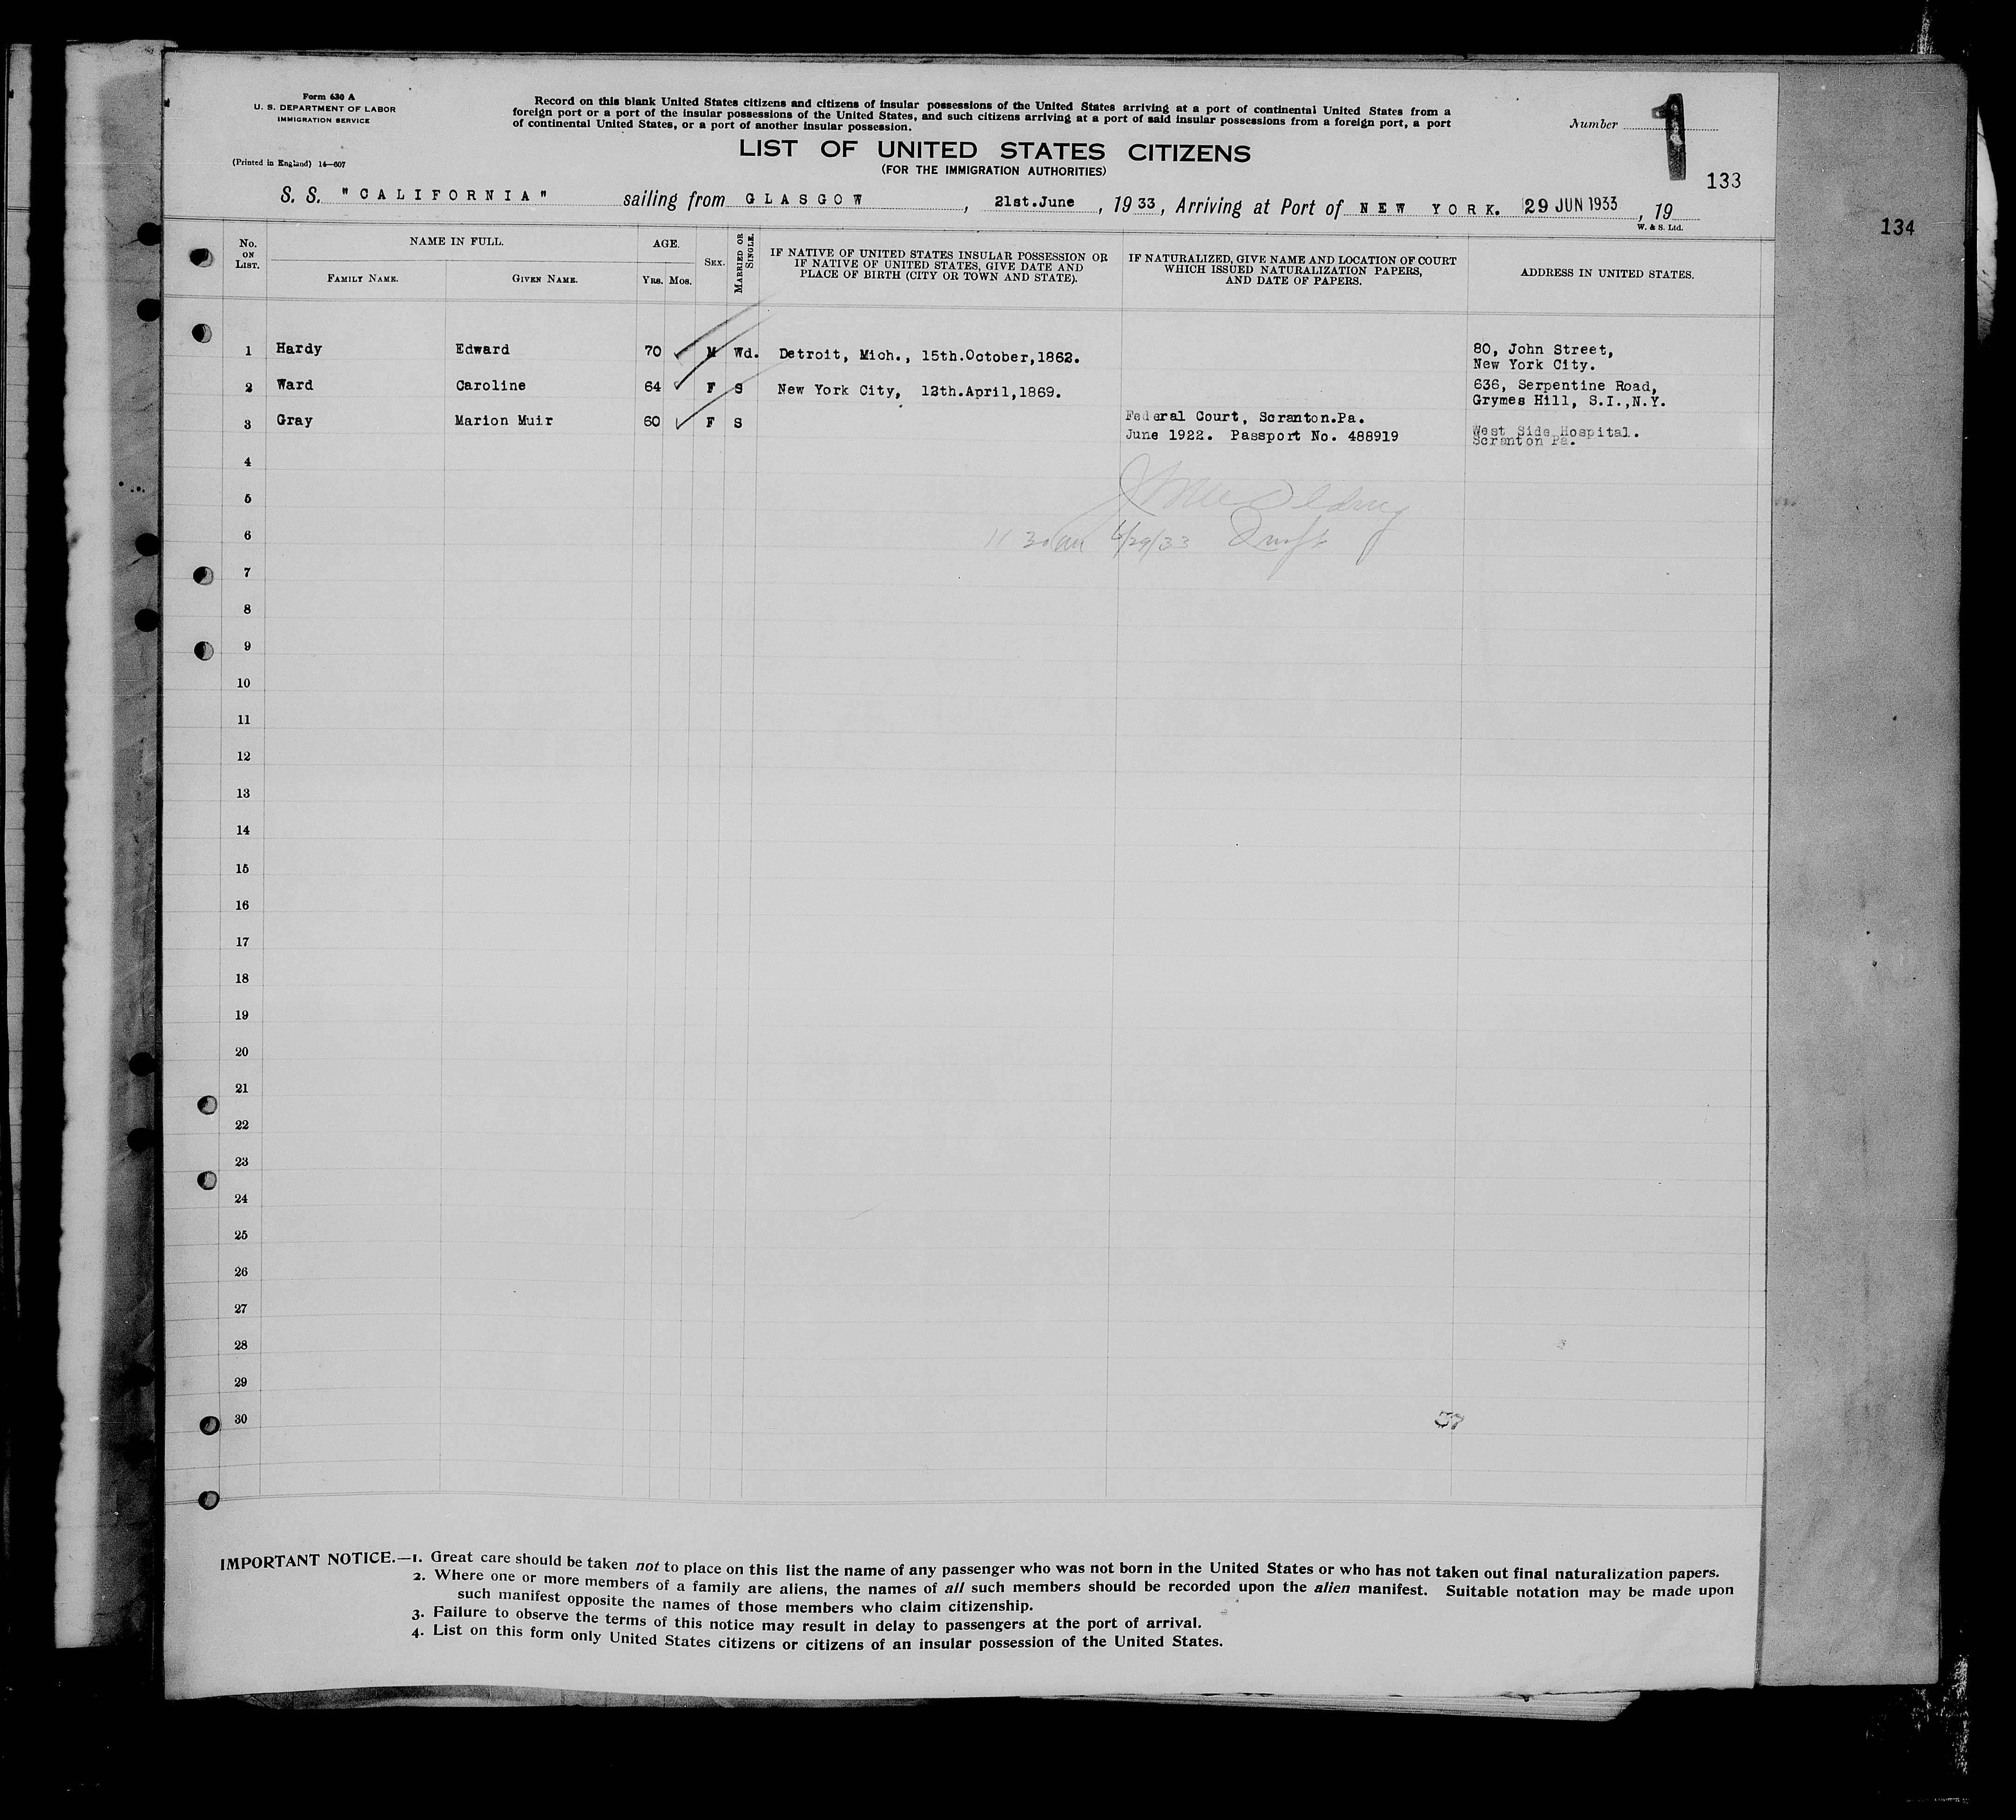 Form 630 A
U. S. DEPARTMENT OF LABOR
IMMIGRATION SERVICE
(Printed in England) 14—607
Record on this blank United States citizens and citizens of insular possessions of the United States arriving at a port of continental United States from a
foreign port or a port of the insular possessions of the United States, and such citizens arriving at a port of said insular possessions from a foreign port, a port
of continental United States, or a port of another insular possession.
Number 1
LIST OF UNITED STATES CITIZENS
(FOR THE IMMIGRATION AUTHORITIES)
133
134
S. S. "CALIFORNIA" sailing from GLASGOW, 21st.June, 1933, Arriving at Port of NEW YORK. 29 JUN 1933, 19
W. & S. Ltd.
No. ON LIST.
NAME IN FULL.
FAMILY NAME. GIVEN NAME.
AGE.
YRS. MOS.
SEX.
MARRIED OR SINGLE.
IF NATIVE OF UNITED STATES INSULAR POSSESSION OR
IF NATIVE OF UNITED STATES, GIVE DATE AND
PLACE OF BIRTH (CITY OR TOWN AND STATE).
IF NATURALIZED, GIVE NAME AND LOCATION OF COURT
WHICH ISSUED NATURALIZATION PAPERS,
AND DATE OF PAPERS.
ADDRESS IN UNITED STATES.
1 Hardy Edward 70 M Wd. Detroit, Mich., 15th.October,1862. 80, John Street,
New York City.
2 Ward Caroline 64 F S New York City, 12th.April,1869. 636, Serpentine Road,
Grymes Hill, S.I.,N.Y.
3 Gray Marion Muir 60 F S Federal Court, Scranton.Pa. West Side Hospital.
June 1922. Passport No. 488919 Scranton Pa.
4
5
6
11 30 am 6/29/33
7
8
9
10
11
12
13
14
15
16
17
18
19
20
21
22
23
24
25
26
27
28
29
30
IMPORTANT NOTICE.—1. Great care should be taken not to place on this list the name of any passenger who was not born in the United States or who has not taken out final naturalization papers.
2. Where one or more members of a family are aliens, the names of all such members should be recorded upon the alien manifest. Suitable notation may be made upon
such manifest opposite the names of those members who claim citizenship.
3. Failure to observe the terms of this notice may result in delay to passengers at the port of arrival.
4. List on this form only United States citizens or citizens of an insular possession of the United States.